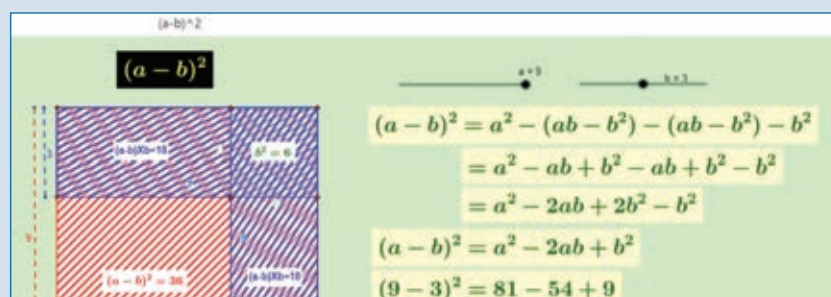 (a-b)^2
(a − b)²
a = 9
b = 3
(a − b)² = a² − (ab − b²) − (ab − b²) − b²
= a² − ab + b² − ab + b² − b²
= a² − 2ab + 2b² − b²
(a − b)² = a² − 2ab + b²
(9 − 3)² = 81 − 54 + 9
(a-b)Xb=18
(a − b)² = 36
(a-b)Xb=18